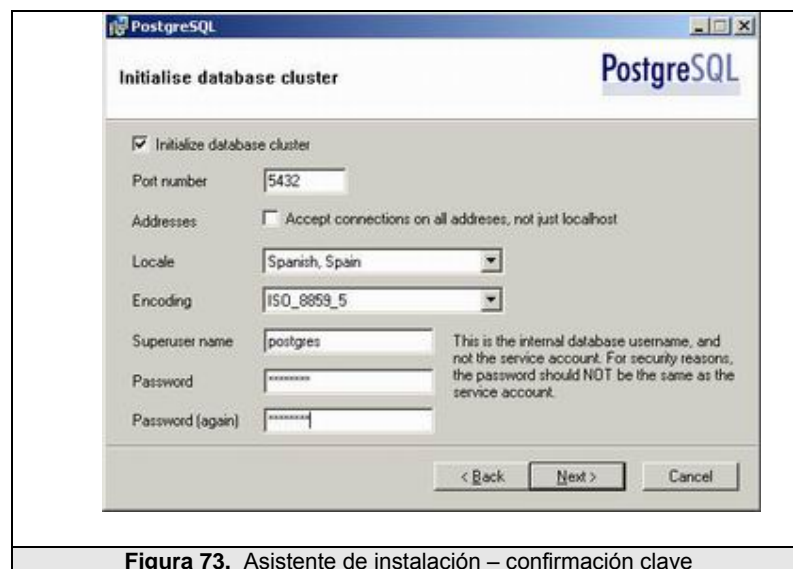 PostgreSQL
Initialise database cluster
PostgreSQL
Initialize database cluster
Port number 5432
Addresses Accept connections on all addreses, not just localhost
Locale Spanish, Spain
Encoding ISO_8859_5
Superuser name postgres
This is the internal database username, and
not the service account. For security reasons,
the password should NOT be the same as the
service account.
Password ********
Password (again) ********
< Back Next > Cancel
Figura 73. Asistente de instalación – confirmación clave